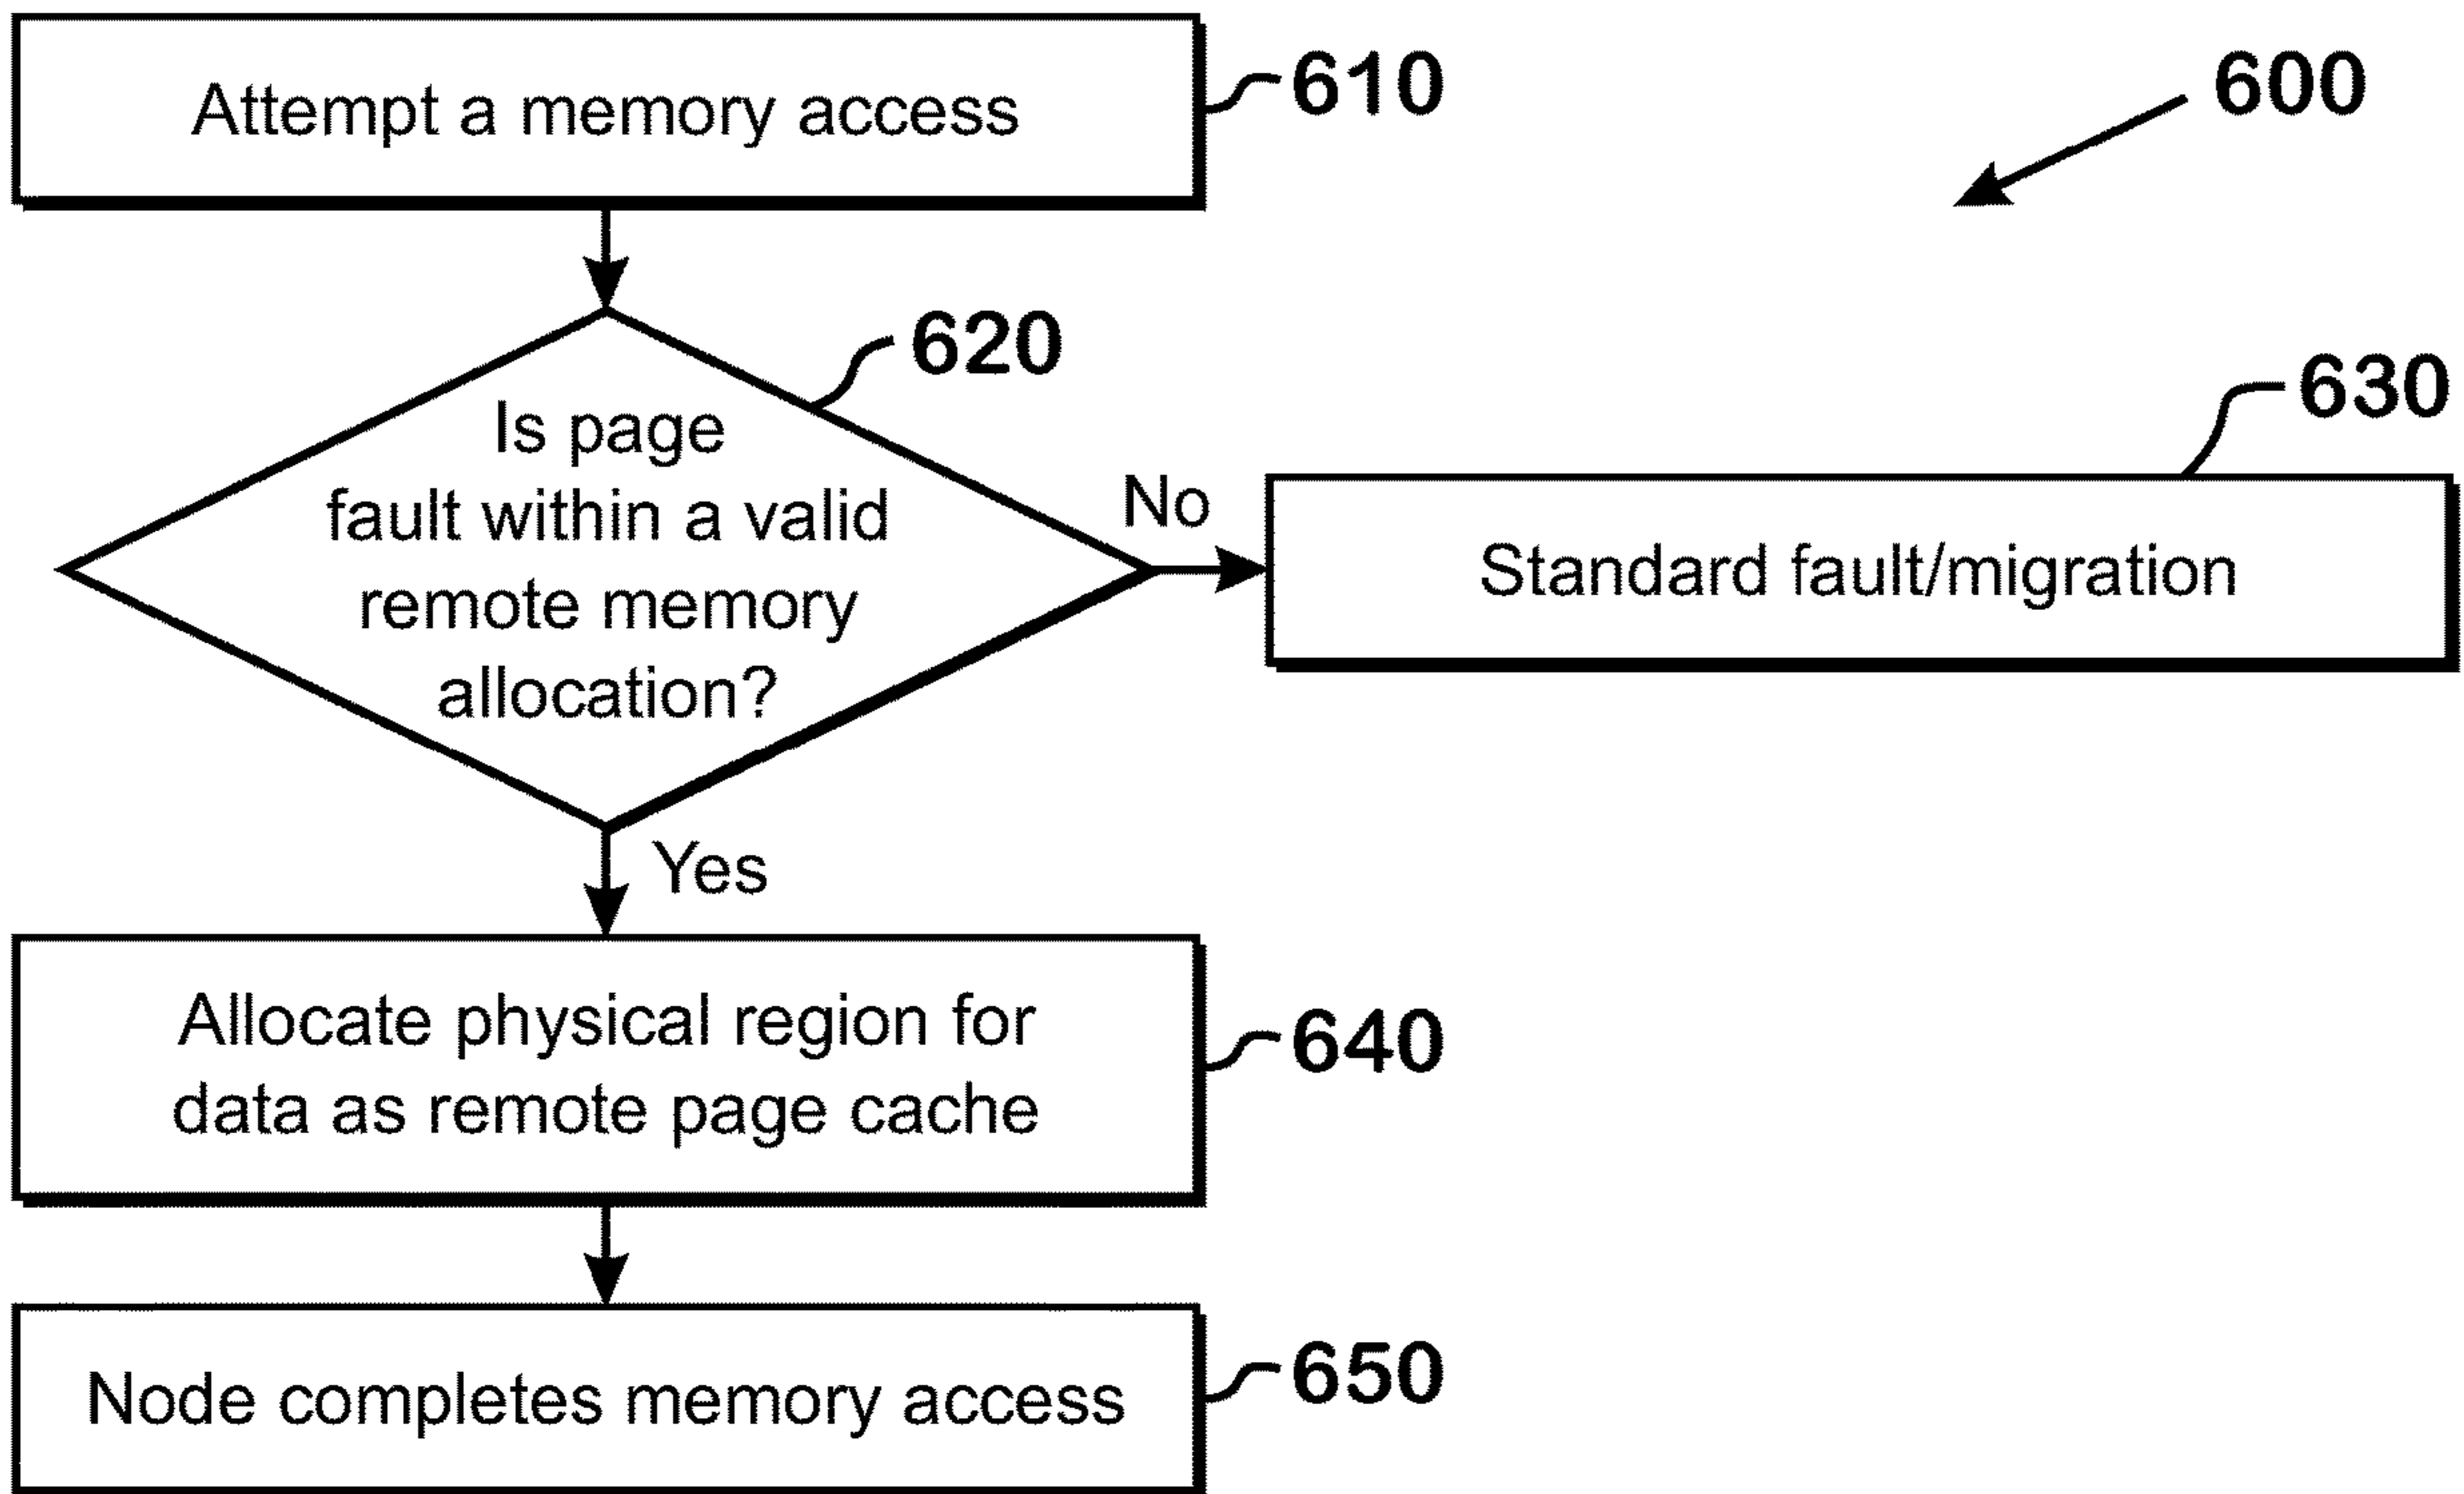 Attempt a memory access
610
600
620
Is page
fault within a valid
remote memory
allocation?
No
630
Standard fault/migration
Yes
Allocate physical region for
data as remote page cache
640
Node completes memory access
650